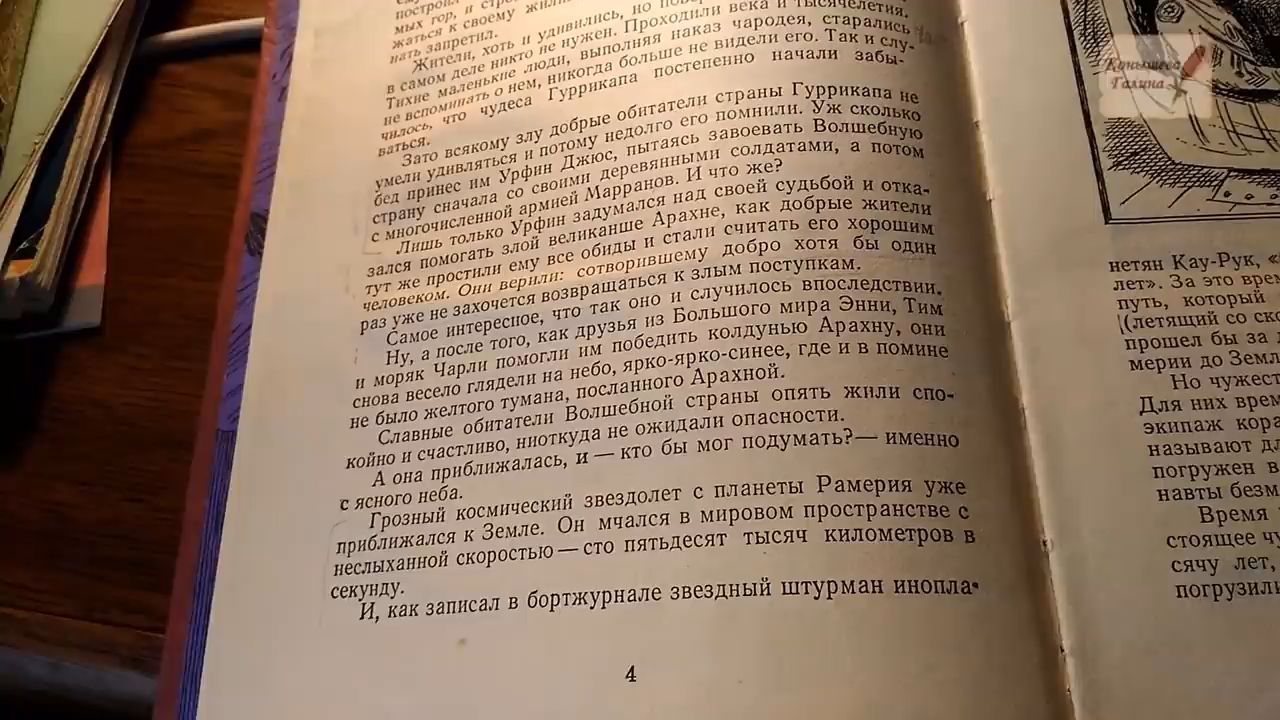 построил
мых гор, и
жаться к своему
нать запретил.
Жители, хоть и удивились, но
в самом деле никто не нужен. Проходили века и тысячелетия.
Тихие маленькие люди, выполняя наказ чародея, старались
не вспоминать о нем, никогда больше не видели его. Так и слу-
чилось, что чудеса Гуррикапа постепенно начали забы-
ваться.
Зато всякому злу добрые обитатели страны Гуррикапа не
умели удивляться и потому недолго его помнили. Уж сколько
бед принес им Урфин Джюс, пытаясь завоевать Волшебную
страну сначала со своими деревянными солдатами, а потом
с многочисленной армией Марранов. И что же?
Лишь только Урфин задумался над своей судьбой и отка-
зался помогать злой великанше Арахне, как добрые жители
тут же простили ему все обиды и стали считать его хорошим
человеком. Они верили: сотворившему добро хотя бы один
раз уже не захочется возвращаться к злым поступкам.
Самое интересное, что так оно и случилось впоследствии.
Ну, а после того, как друзья из Большого мира Энни, Тим
и моряк Чарли помогли им победить колдунью Арахну, они
снова весело глядели на небо, ярко-ярко-синее, где и в помине
не было желтого тумана, посланного Арахной.
Славные обитатели Волшебной страны опять жили спо-
койно и счастливо, ниоткуда не ожидали опасности.
А она приближалась, и — кто бы мог подумать?— именно
с ясного неба.
Грозный космический звездолет с планеты Рамерия уже
приближался к Земле. Он мчался в мировом пространстве с
неслыханной скоростью — сто пятьдесят тысяч километров в
секунду.
И, как записал в бортжурнале звездный штурман инопла-
4
Конышева
Галина
нетян Кау-Рук, «
лет». За это
путь, который
(летящий со
прошел бы за
мерии до
Но
Для них
экипаж
называют
погружен в
навты
Время
стоящее
сячу лет,